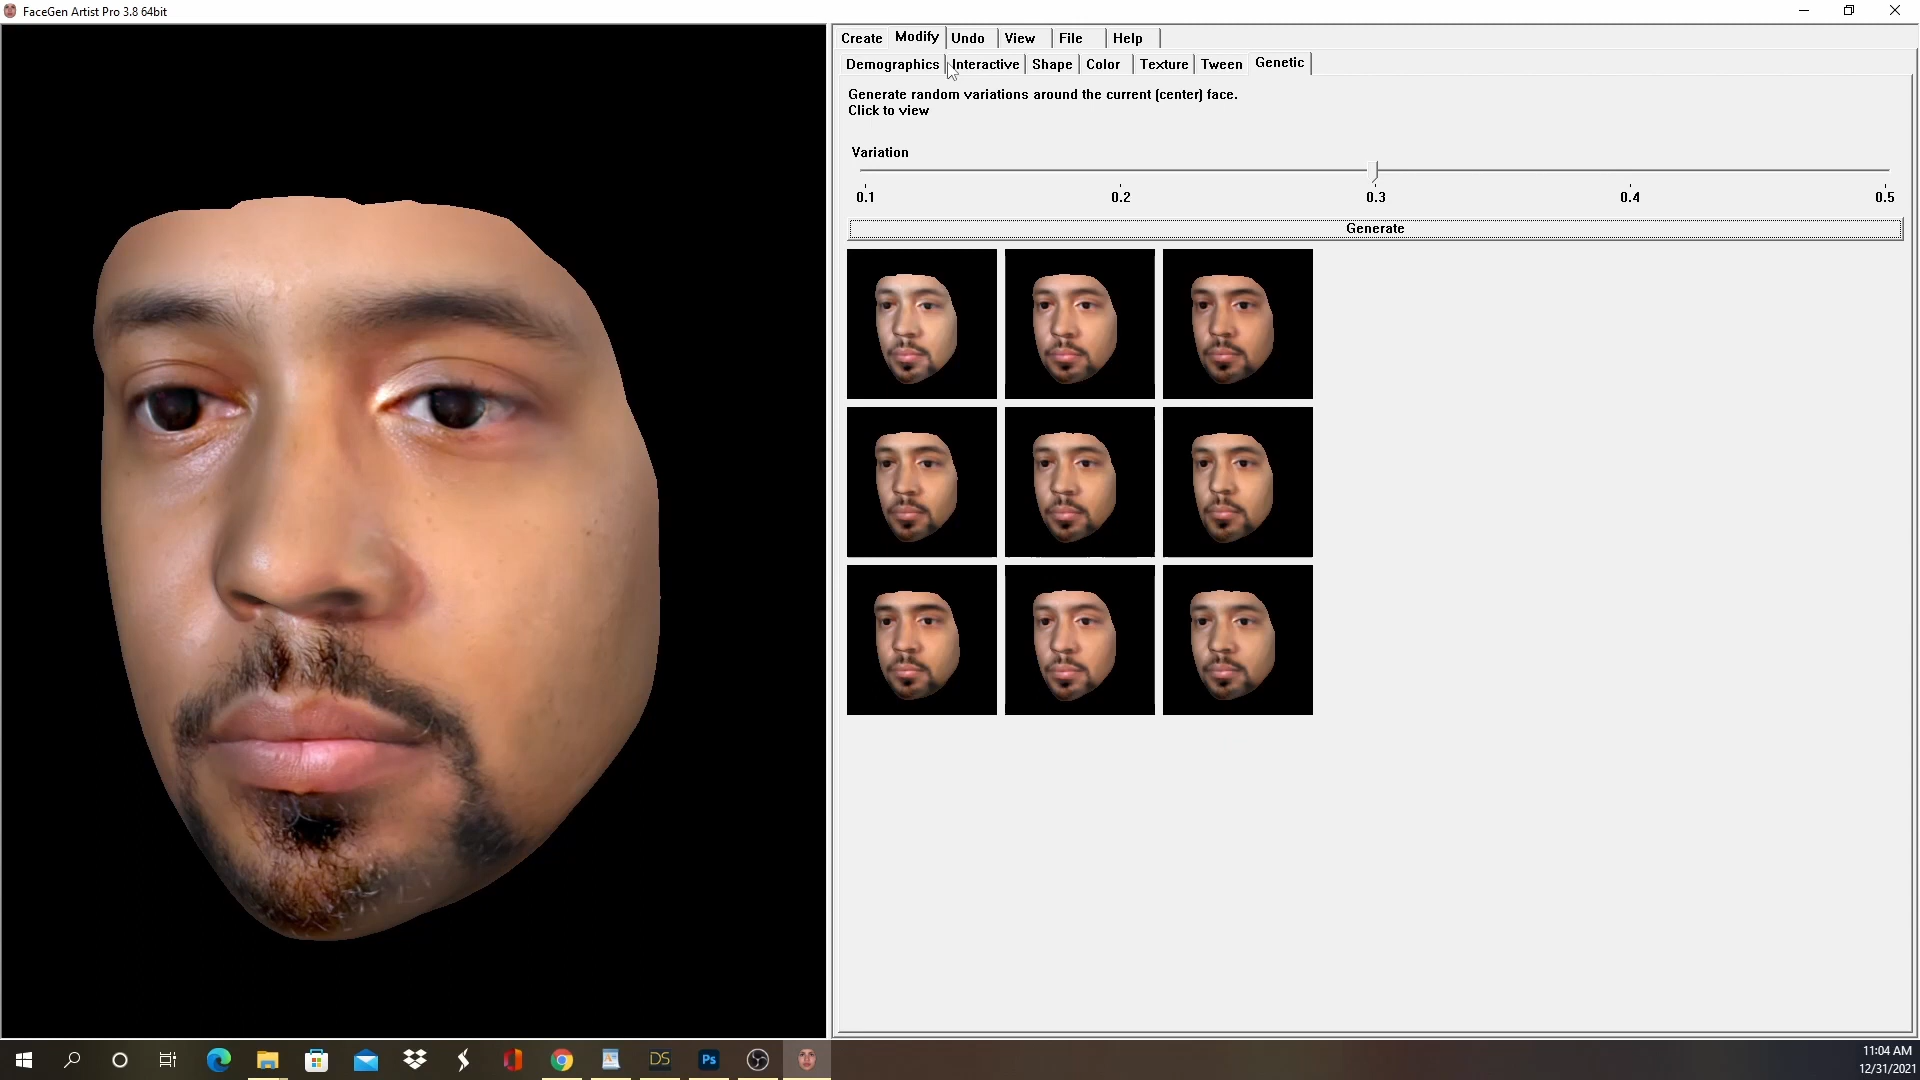 FaceGen Artist Pro 3.8 64bit
Create Modify Undo View File Help
Demographics Interactive Shape Color Texture Tween Genetic
Generate random variations around the current (center) face.
Click to view
Variation
0.1 0.2 0.3 0.4 0.5
Generate
DS Ps
11:04 AM
12/31/2021